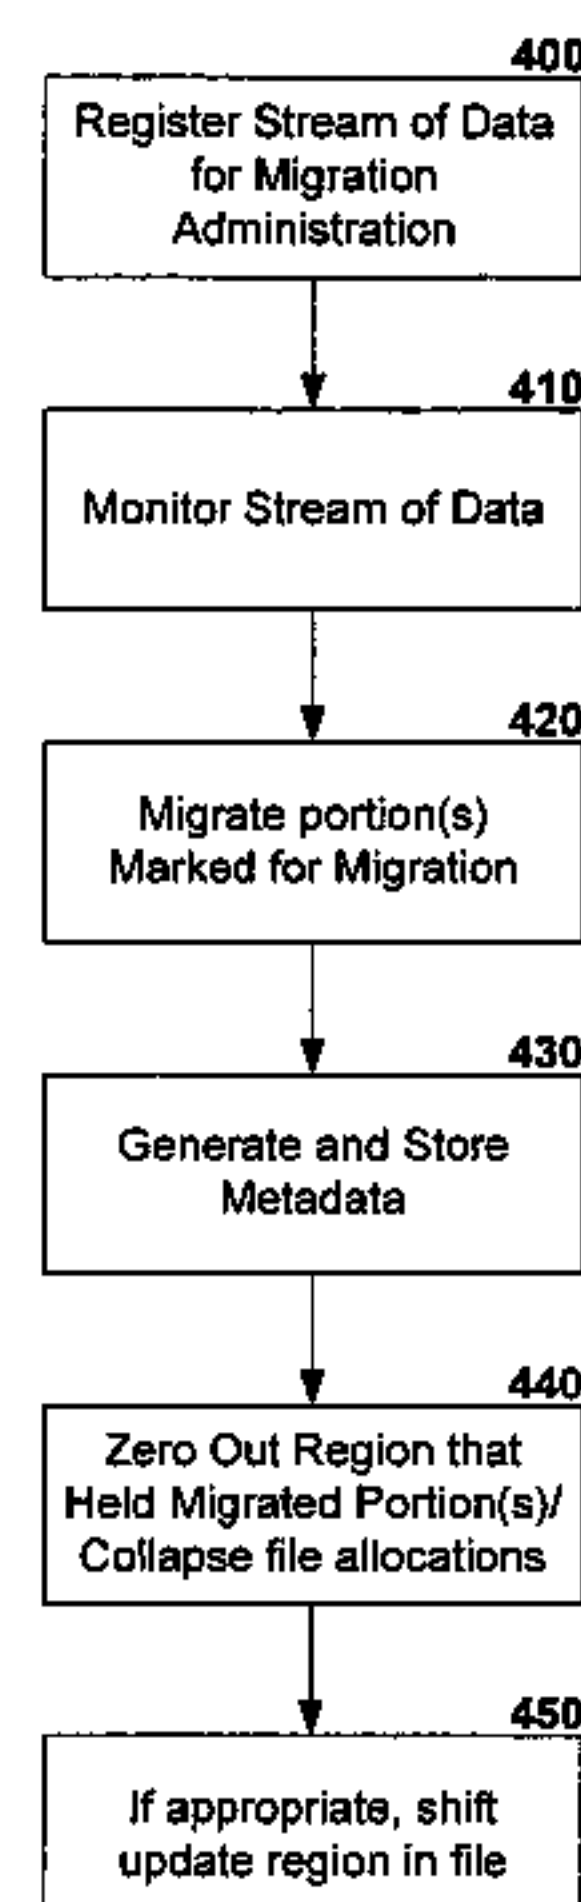 400
Register Stream of Data
for Migration
Administration
410
Monitor Stream of Data
420
Migrate portion(s)
Marked for Migration
430
Generate and Store
Metadata
440
Zero Out Region that
Held Migrated Portion(s)/
Collapse file allocations
450
If appropriate, shift
update region in file